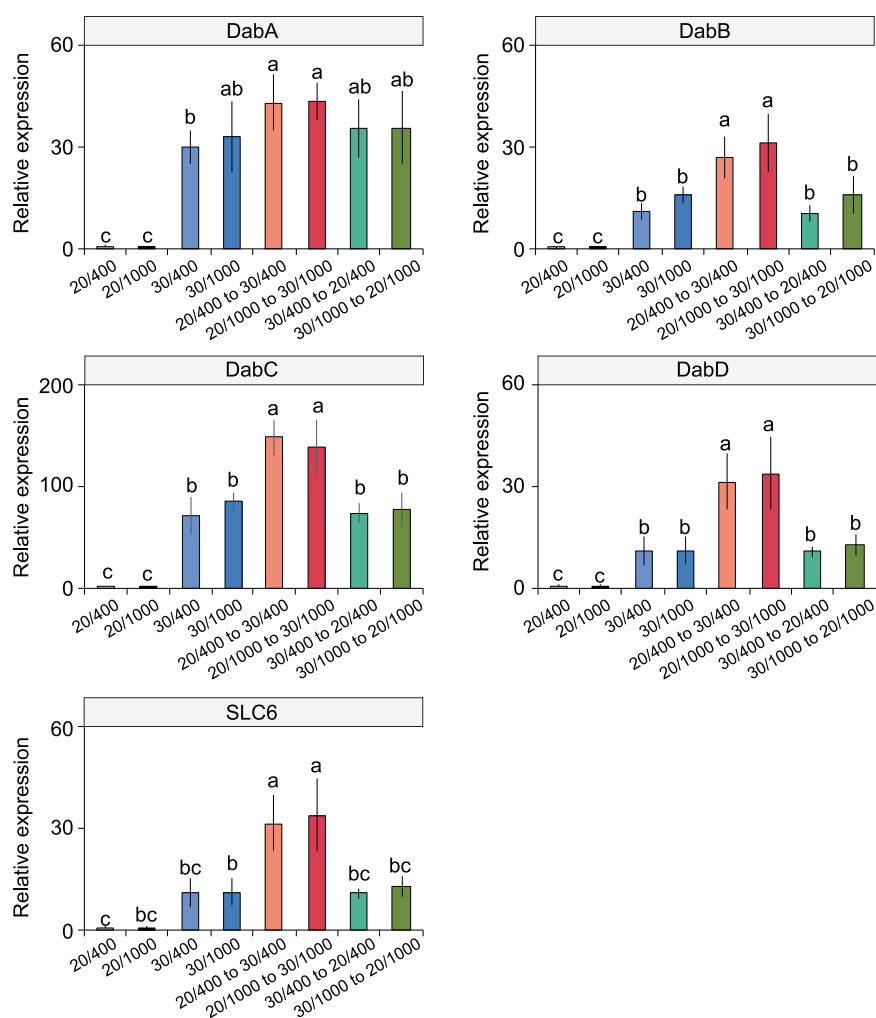 DabA
Relative expression
60
30
0
c
c
b
ab
a
a
ab
ab
20/400
20/1000
30/400
30/1000
20/400 to 30/400
20/1000 to 30/1000
30/400 to 20/400
30/1000 to 20/1000
DabB
Relative expression
60
30
0
c
c
b
b
a
a
b
b
20/400
20/1000
30/400
30/1000
20/400 to 30/400
20/1000 to 30/1000
30/400 to 20/400
30/1000 to 20/1000
DabC
Relative expression
200
100
0
c
c
b
b
a
a
b
b
20/400
20/1000
30/400
30/1000
20/400 to 30/400
20/1000 to 30/1000
30/400 to 20/400
30/1000 to 20/1000
DabD
Relative expression
60
30
0
c
c
b
b
a
a
b
b
20/400
20/1000
30/400
30/1000
20/400 to 30/400
20/1000 to 30/1000
30/400 to 20/400
30/1000 to 20/1000
SLC6
Relative expression
60
30
0
c
bc
bc
b
a
a
bc
bc
20/400
20/1000
30/400
30/1000
20/400 to 30/400
20/1000 to 30/1000
30/400 to 20/400
30/1000 to 20/1000